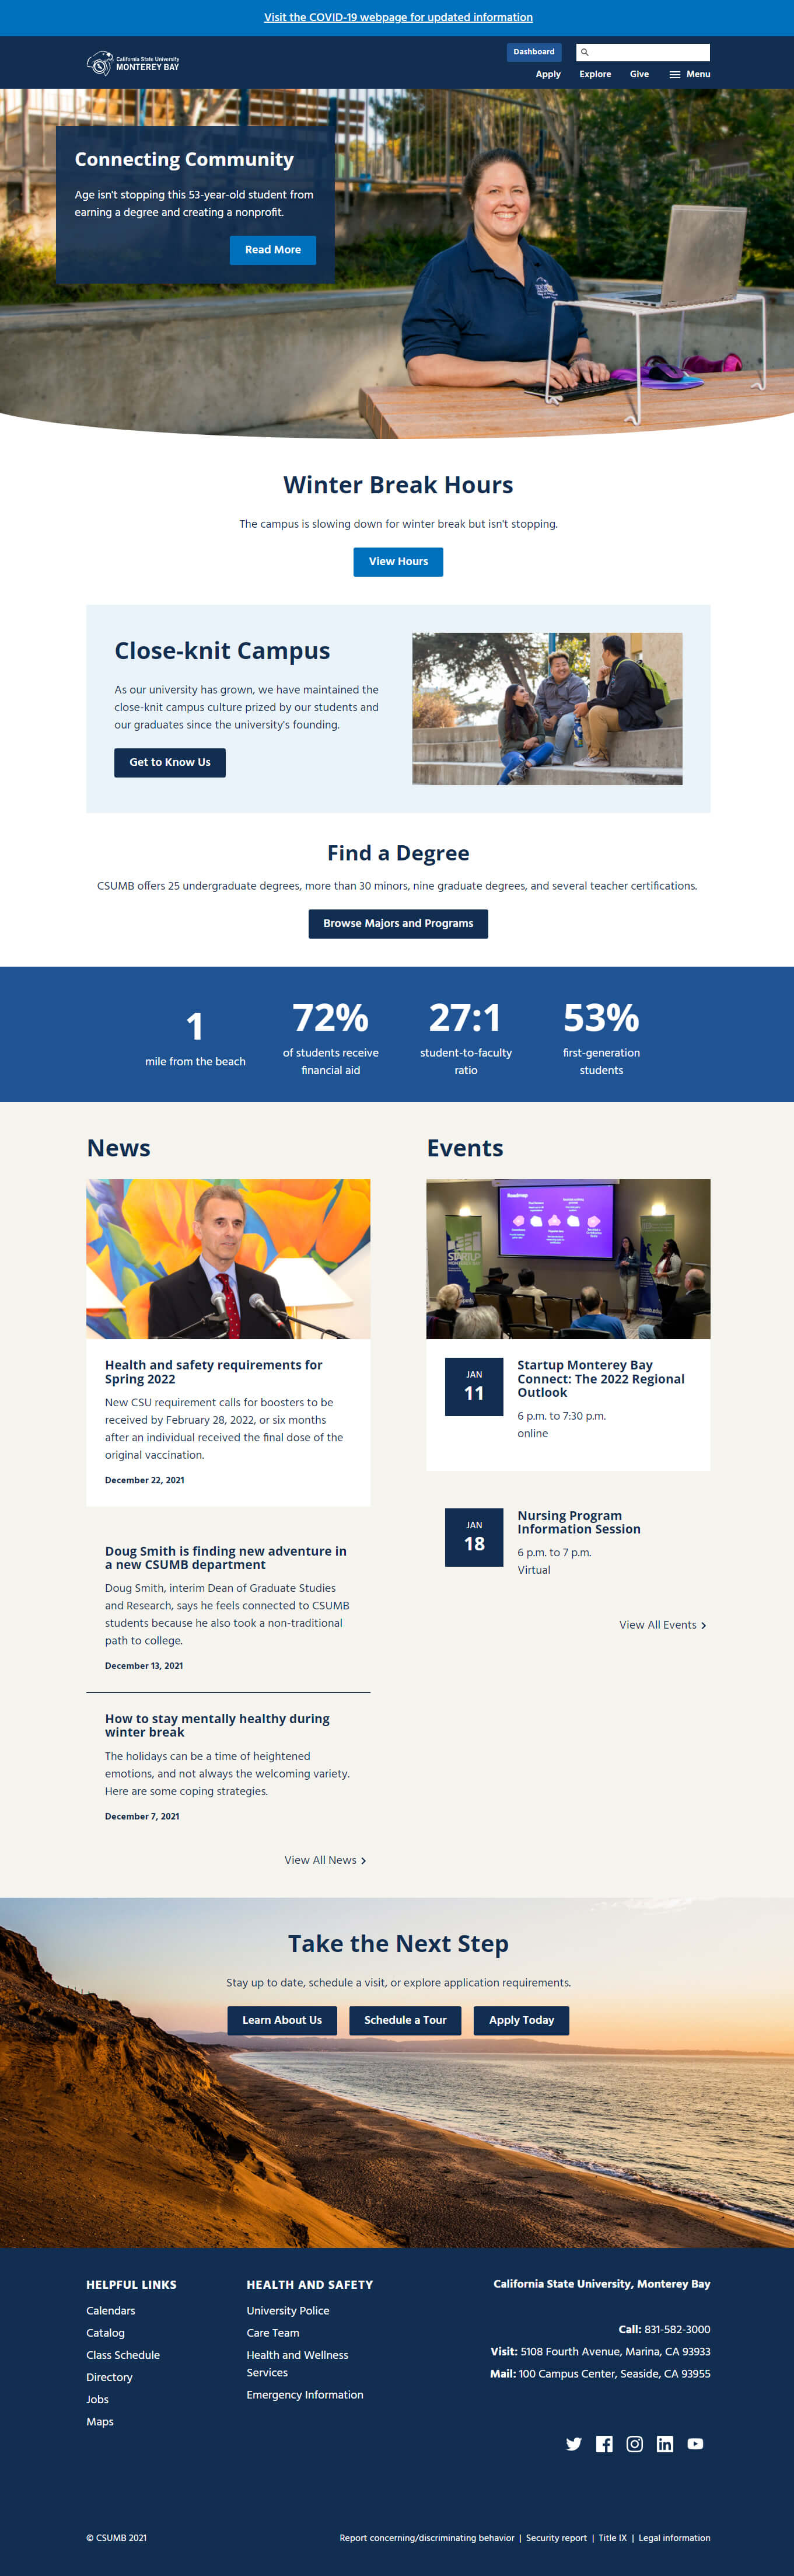 Visit the COVID-19 webpage for updated information
California State University
MONTEREY BAY
Dashboard
Apply
Explore
Give
Menu
Connecting Community
Age isn't stopping this 53-year-old student from
earning a degree and creating a nonprofit.
Read More
Winter Break Hours
The campus is slowing down for winter break but isn't stopping.
View Hours
Close-knit Campus
As our university has grown, we have maintained the
close-knit campus culture prized by our students and
our graduates since the university's founding.
Get to Know Us
Find a Degree
CSUMB offers 25 undergraduate degrees, more than 30 minors, nine graduate degrees, and several teacher certifications.
Browse Majors and Programs
1
mile from the beach
72%
of students receive
financial aid
27:1
student-to-faculty
ratio
53%
first-generation
students
News
Health and safety requirements for
Spring 2022
New CSU requirement calls for boosters to be
received by February 28, 2022, or six months
after an individual received the final dose of the
original vaccination.
December 22, 2021
Doug Smith is finding new adventure in
a new CSUMB department
Doug Smith, interim Dean of Graduate Studies
and Research, says he feels connected to CSUMB
students because he also took a non-traditional
path to college.
December 13, 2021
How to stay mentally healthy during
winter break
The holidays can be a time of heightened
emotions, and not always the welcoming variety.
Here are some coping strategies.
December 7, 2021
View All News
Events
Roadmap
STARTUP
JAN
11
Startup Monterey Bay
Connect: The 2022 Regional
Outlook
6 p.m. to 7:30 p.m.
online
JAN
18
Nursing Program
Information Session
6 p.m. to 7 p.m.
Virtual
View All Events
Take the Next Step
Stay up to date, schedule a visit, or explore application requirements.
Learn About Us
Schedule a Tour
Apply Today
HELPFUL LINKS
Calendars
Catalog
Class Schedule
Directory
Jobs
Maps
HEALTH AND SAFETY
University Police
Care Team
Health and Wellness
Services
Emergency Information
California State University, Monterey Bay
Call: 831-582-3000
Visit: 5108 Fourth Avenue, Marina, CA 93933
Mail: 100 Campus Center, Seaside, CA 93955
© CSUMB 2021
Report concerning/discriminating behavior | Security report | Title IX | Legal information